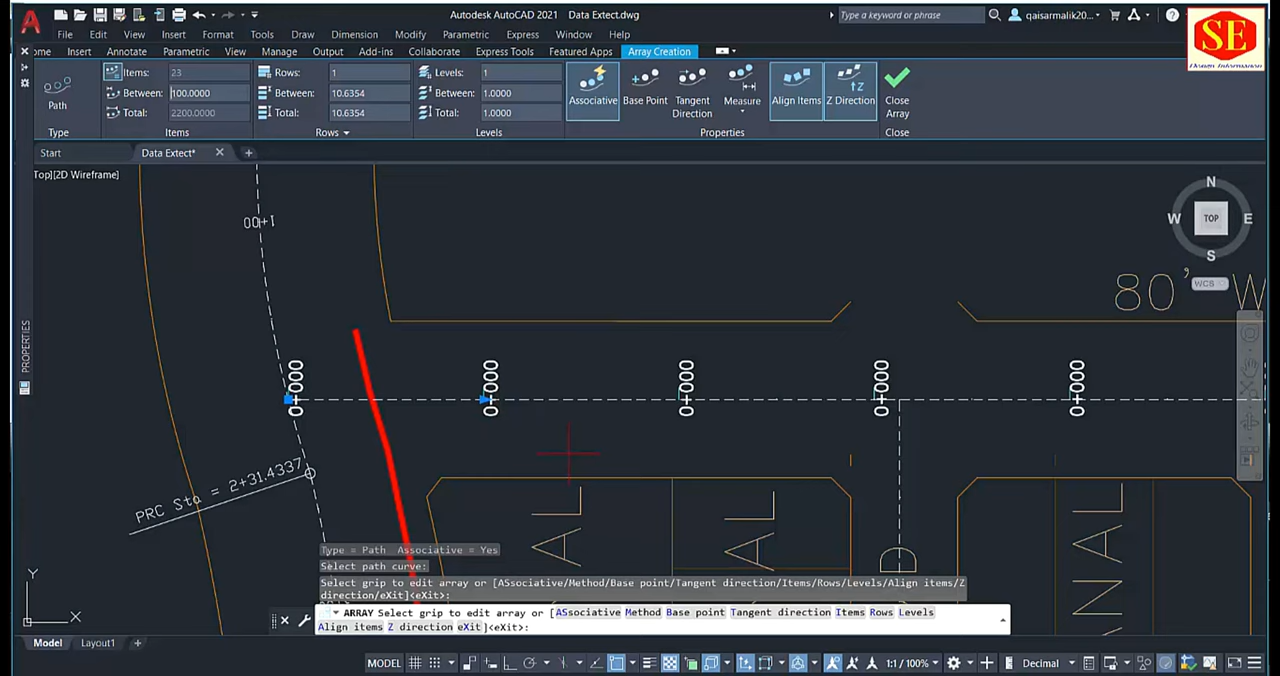 Autodesk AutoCAD 2021 Data Extect.dwg
Type a keyword or phrase
qaisarmalik20...
File Edit View Insert Format Tools Draw Dimension Modify Parametric Window Help Express
ome Insert Annotate Parametric View Manage Output Add-ins Collaborate Express Tools Featured Apps Array Creation
SE
Design Information
Items: 23 Rows: 1 Levels: 1
Between: 100.0000 Between: 10.6354 Between: 1.0000
Total: 2200.0000 Total: 10.6354 Total: 1.0000
Path
Associative Base Point Tangent Direction Measure Align Items Z Direction Close Array
Type Items Rows Levels Properties Close
Start Data Extect*
Top][2D Wireframe]
N
W TOP E
S
WCS
1+00
80' W
PROPERTIES
0+000 0+000 0+000 0+000 0+000
PRC Sta = 2+31.4337
AL AL D NAL
Type = Path Associative = Yes
Select path curve:
Select grip to edit array or [ASsociative/Method/Base point/Tangent direction/Items/Rows/Levels/Align items/Z
direction/eXit]<eXit>:
ARRAY Select grip to edit array or [ASsociative Method Base point Tangent direction Items Rows Levels
Align items Z direction eXit]<eXit>:
Y
X
Model Layout1
MODEL 1:1 / 100% Decimal